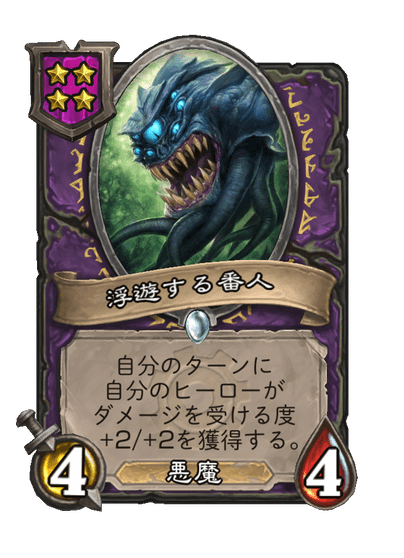 浮遊する番人
自分のターンに
自分のヒーローが
ダメージを受ける度
+2/+2を獲得する。
4
悪魔
4